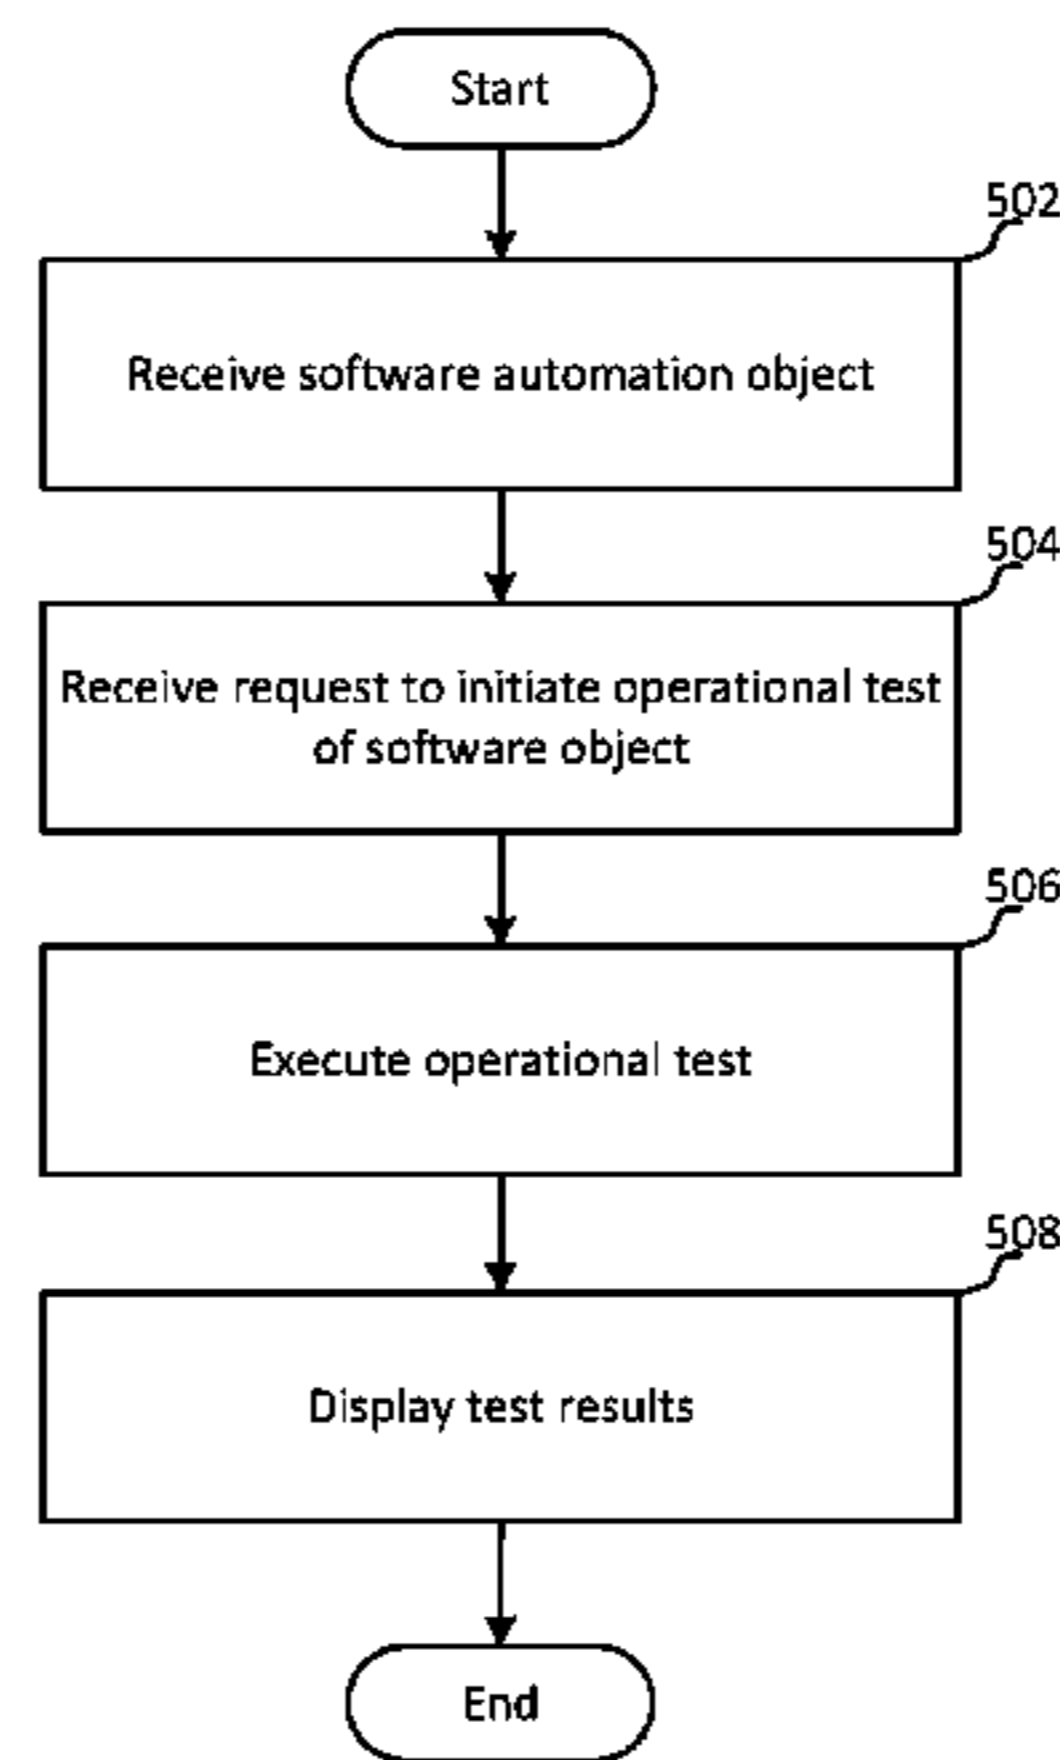 Start
502
Receive software automation object
504
Receive request to initiate operational test
of software object
506
Execute operational test
508
Display test results
End